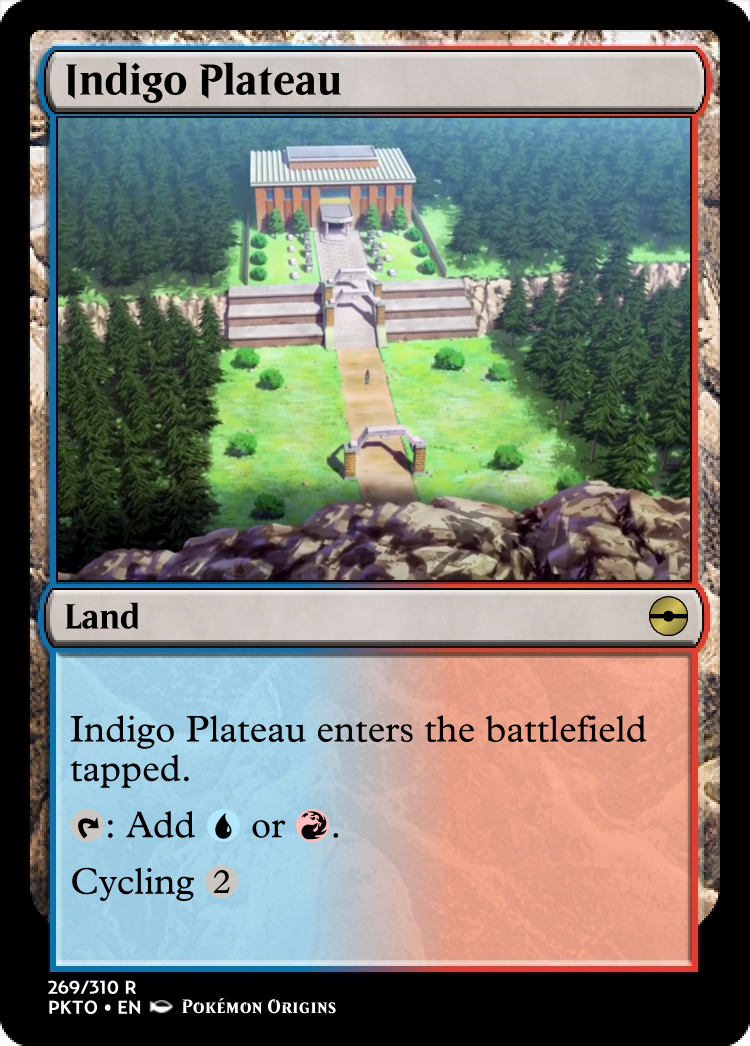 Indigo Plateau
Land
Indigo Plateau enters the battlefield
tapped.
: Add or .
Cycling 2
269/310 R
PKTO • EN Pokémon Origins